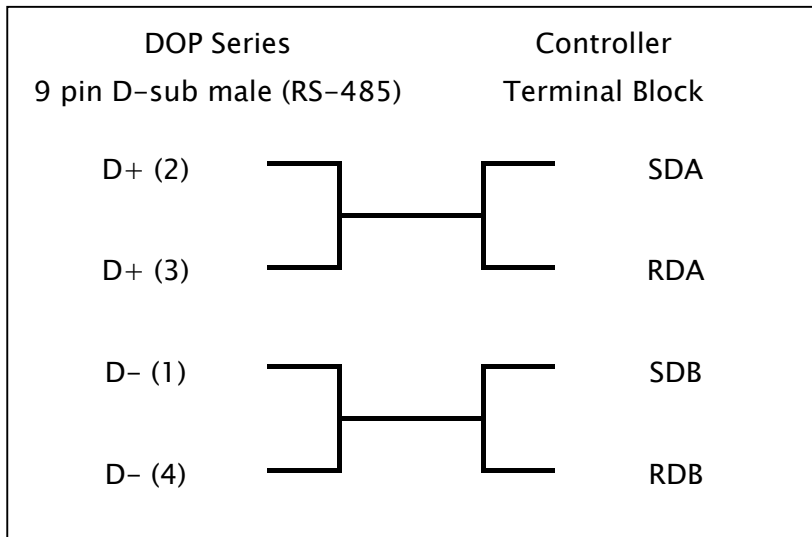 DOP Series Controller
9 pin D-sub male (RS-485) Terminal Block
D+ (2) SDA
D+ (3) RDA
D- (1) SDB
D- (4) RDB